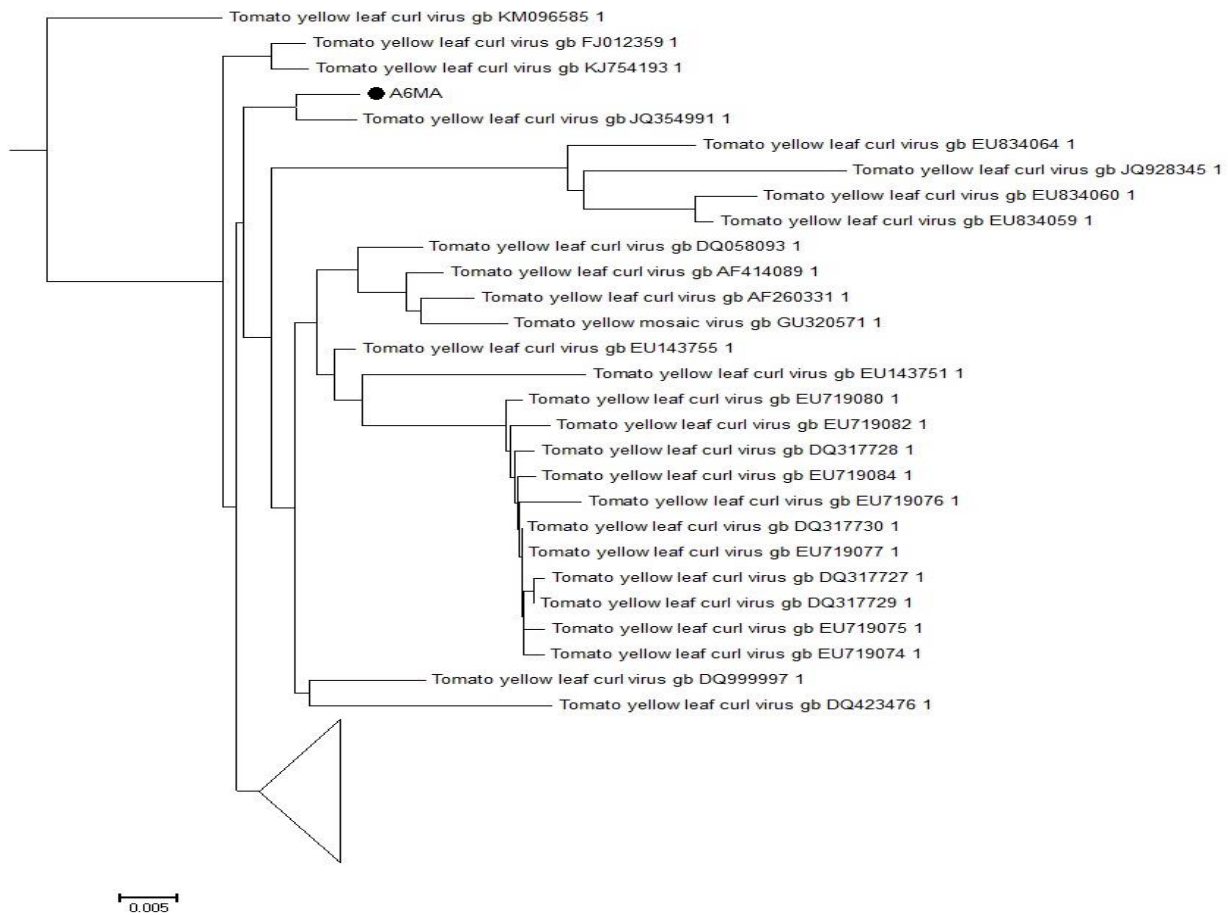 Tomato yellow leaf curl virus gb KM096585 1
Tomato yellow leaf curl virus gb FJ012359 1
Tomato yellow leaf curl virus gb KJ754193 1
A6MA
Tomato yellow leaf curl virus gb JQ354991 1
Tomato yellow leaf curl virus gb EU834064 1
Tomato yellow leaf curl virus gb JQ928345 1
Tomato yellow leaf curl virus gb EU834060 1
Tomato yellow leaf curl virus gb EU834059 1
Tomato yellow leaf curl virus gb DQ058093 1
Tomato yellow leaf curl virus gb AF414089 1
Tomato yellow leaf curl virus gb AF260331 1
Tomato yellow mosaic virus gb GU320571 1
Tomato yellow leaf curl virus gb EU143755 1
Tomato yellow leaf curl virus gb EU143751 1
Tomato yellow leaf curl virus gb EU719080 1
Tomato yellow leaf curl virus gb EU719082 1
Tomato yellow leaf curl virus gb DQ317728 1
Tomato yellow leaf curl virus gb EU719084 1
Tomato yellow leaf curl virus gb EU719076 1
Tomato yellow leaf curl virus gb DQ317730 1
Tomato yellow leaf curl virus gb EU719077 1
Tomato yellow leaf curl virus gb DQ317727 1
Tomato yellow leaf curl virus gb DQ317729 1
Tomato yellow leaf curl virus gb EU719075 1
Tomato yellow leaf curl virus gb EU719074 1
Tomato yellow leaf curl virus gb DQ999997 1
Tomato yellow leaf curl virus gb DQ423476 1
0.005